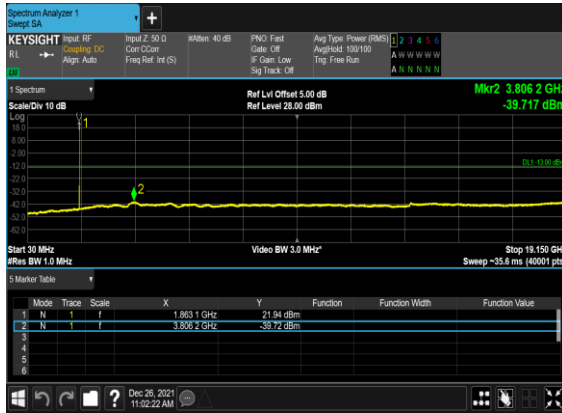 Spectrum Analyzer 1
Swept SA
+
KEYSIGHT Input: RF Input Z: 50 Ω #Atten: 40 dB PNO: Fast Avg Type: Power (RMS) 1 2 3 4 5 6
RL Coupling: DC Corr CCorr Gate: Off Avg|Hold: 100/100 A W W W W W
Align: Auto Freq Ref: Int (S) IF Gain: Low Trig: Free Run
Sig Track: Off A N N N N N
1 Spectrum Ref Lvl Offset 5.00 dB Mkr2 3.806 2 GHz
Scale/Div 10 dB Ref Level 28.00 dBm -39.717 dBm
Log
18.0 1
8.00
-2.00
-12.0 DL1 -13.00 dBm
-22.0
-32.0 2
-42.0
-52.0
-62.0
Start 30 MHz Video BW 3.0 MHz* Stop 19.150 GH
#Res BW 1.0 MHz Sweep ~35.6 ms (40001 pts
5 Marker Table
Mode Trace Scale X Y Function Function Width Function Value
1 N 1 f 1.863 1 GHz 21.94 dBm
2 N 1 f 3.806 2 GHz -39.72 dBm
3
4
5
6
? Dec 26, 2021
11:02:22 AM